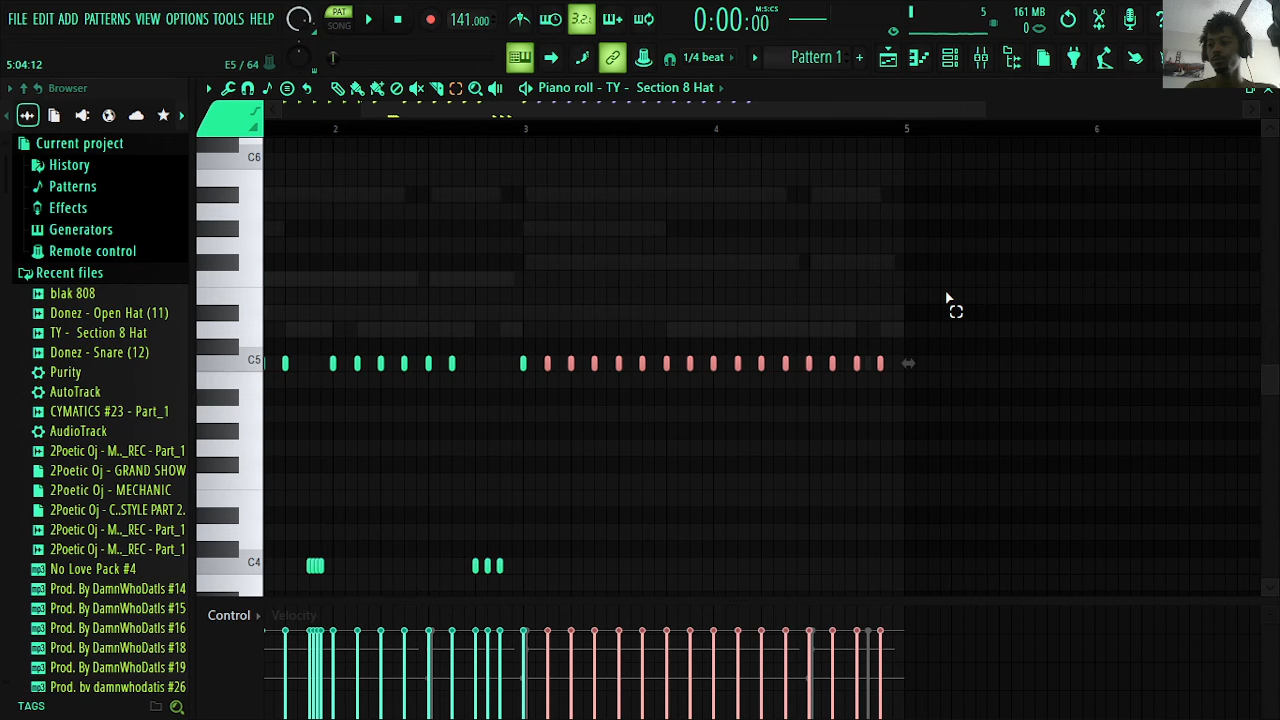 FILE EDIT ADD PATTERNS VIEW OPTIONS TOOLS HELP
PAT
SONG
141.000
3.2
0:00:00
M:S:CS
5
161 MB
0
5:04:12
E5 / 64
1/4 beat
Pattern 1
Browser
Piano roll - TY - Section 8 Hat
2
3
4
5
6
C6
C5
C4
Current project
History
Patterns
Effects
Generators
Remote control
Recent files
blak 808
Donez - Open Hat (11)
TY - Section 8 Hat
Donez - Snare (12)
Purity
AutoTrack
CYMATICS #23 - Part_1
AudioTrack
2Poetic Oj - M.._REC - Part_1
2Poetic Oj - GRAND SHOW
2Poetic Oj - MECHANIC
2Poetic Oj - C..STYLE PART 2.
2Poetic Oj - M.._REC - Part_1
2Poetic Oj - M.._REC - Part_1
No Love Pack #4
Prod. By DamnWhoDatIs #14
Prod. By DamnWhoDatIs #15
Prod. By DamnWhoDatIs #16
Prod. By DamnWhoDatIs #18
Prod. By DamnWhoDatIs #19
Prod. by damnwhodatis #26
Control
Velocity
TAGS